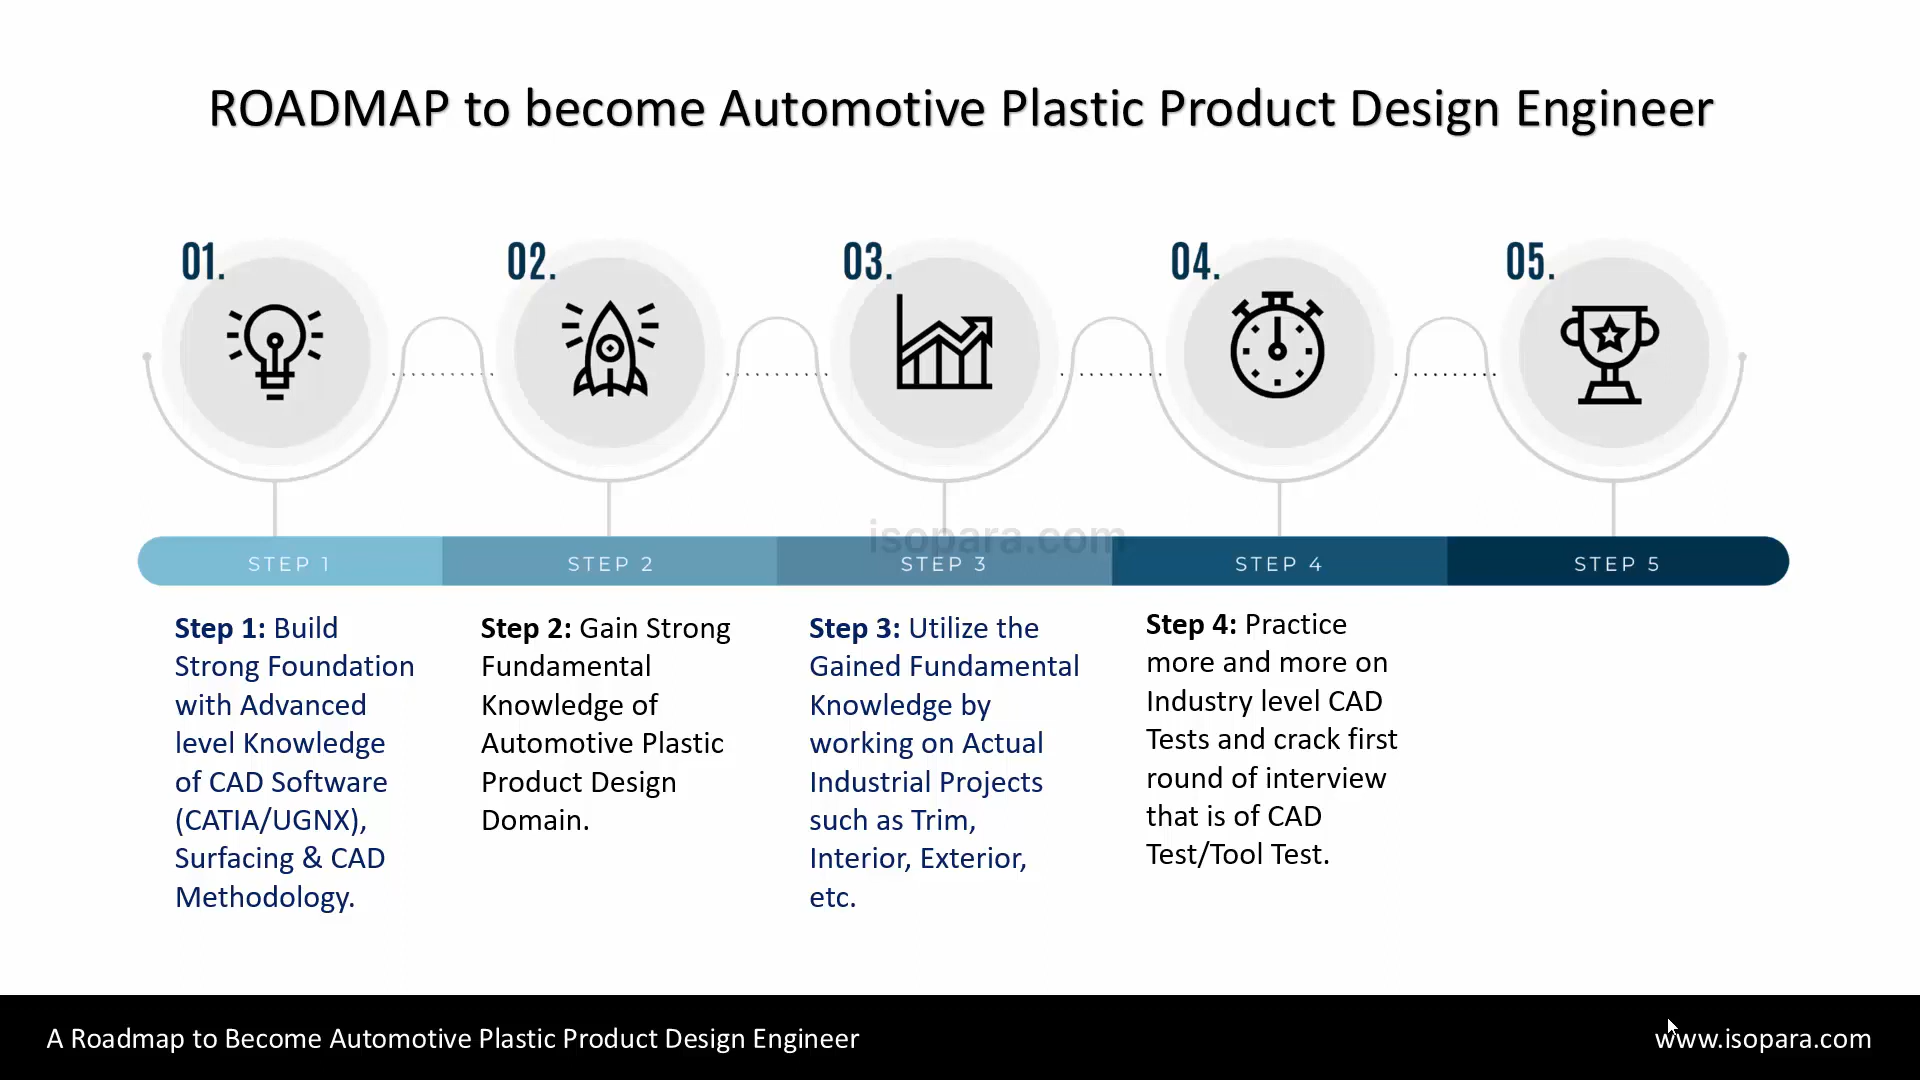 ROADMAP to become Automotive Plastic Product Design Engineer
01.
02.
03.
04.
05.
isopara.com
STEP 1
STEP 2
STEP 3
STEP 4
STEP 5
Step 1: Build
Strong Foundation
with Advanced
level Knowledge
of CAD Software
(CATIA/UGNX),
Surfacing & CAD
Methodology.
Step 2: Gain Strong
Fundamental
Knowledge of
Automotive Plastic
Product Design
Domain.
Step 3: Utilize the
Gained Fundamental
Knowledge by
working on Actual
Industrial Projects
such as Trim,
Interior, Exterior,
etc.
Step 4: Practice
more and more on
Industry level CAD
Tests and crack first
round of interview
that is of CAD
Test/Tool Test.
A Roadmap to Become Automotive Plastic Product Design Engineer
www.isopara.com